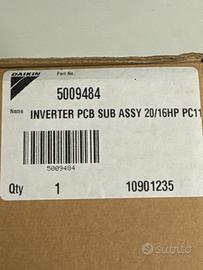 DAIKIN
Part No.
5009484
Name
INVERTER PCB SUB ASSY 20/16HP PC11
5009484
Qty
1
10901235
subito